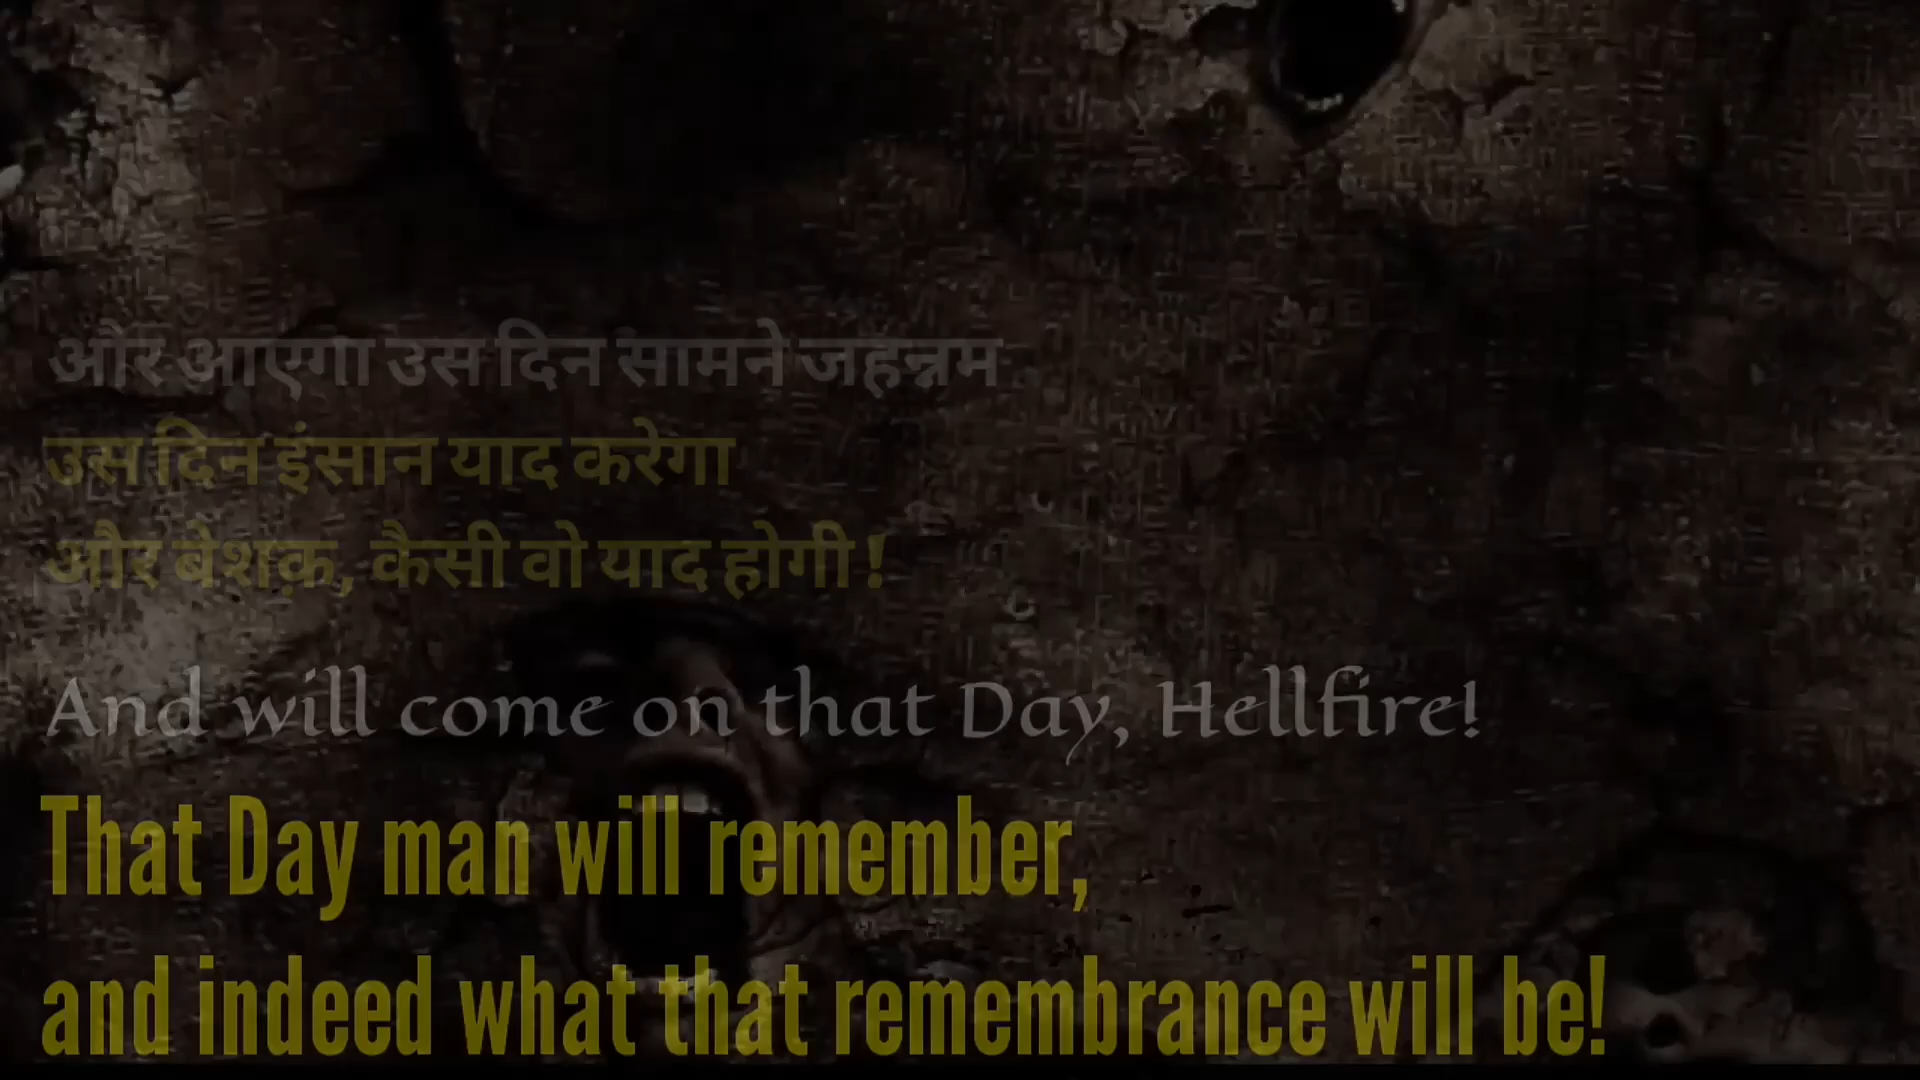 और आएगा उस दिन सामने जहन्नम
उस दिन इंसान याद करेगा
और बेशक़, कैसी वो याद होगी!
And will come on that Day, Hellfire!
That Day man will remember,
and indeed what that remembrance will be!